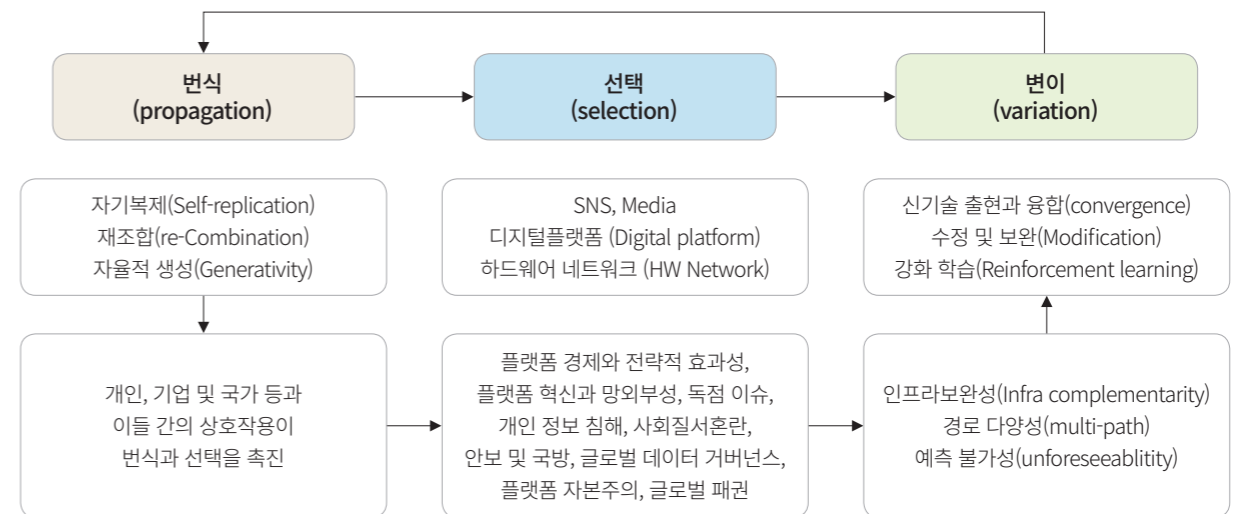 번식
(propagation)
선택
(selection)
변이
(variation)
자기복제(Self-replication)
재조합(re-Combination)
자율적 생성(Generativity)
SNS, Media
디지털플랫폼 (Digital platform)
하드웨어 네트워크 (HW Network)
신기술 출현과 융합(convergence)
수정 및 보완(Modification)
강화 학습(Reinforcement learning)
개인, 기업 및 국가 등과
이들 간의 상호작용이
번식과 선택을 촉진
플랫폼 경제와 전략적 효과성,
플랫폼 혁신과 망외부성, 독점 이슈,
개인 정보 침해, 사회질서혼란,
안보 및 국방, 글로벌 데이터 거버넌스,
플랫폼 자본주의, 글로벌 패권
인프라보완성(Infra complementarity)
경로 다양성(multi-path)
예측 불가성(unforeseeablitity)